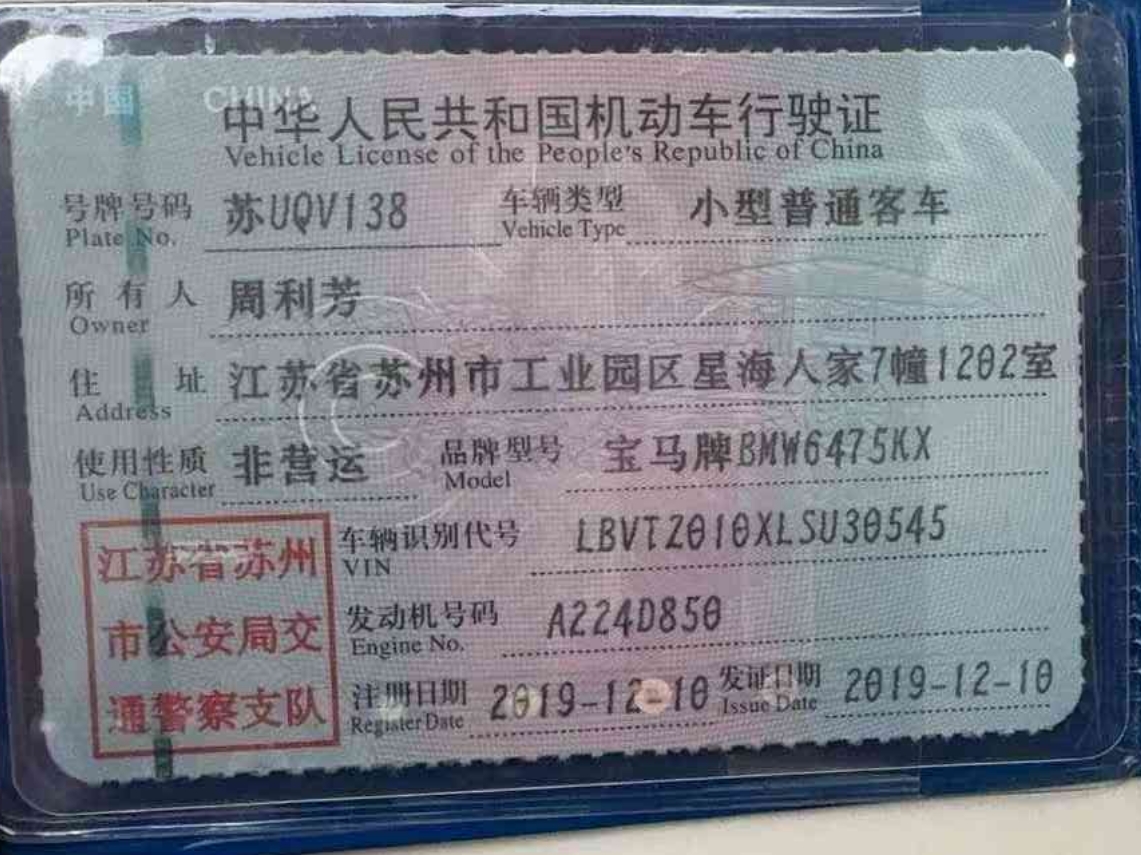 中国 CHINA
中华人民共和国机动车行驶证
Vehicle License of the People's Republic of China
号牌号码 苏UQV138 车辆类型 小型普通客车
Plate No. Vehicle Type
所有人 周利芳
Owner
住址 江苏省苏州市工业园区星海人家7幢1202室
Address
使用性质 非营运 品牌型号 宝马牌BMW6475KX
Use Character Model
江苏省苏州
市公安局交
通警察支队
车辆识别代号 LBVTZ010XLSU30545
VIN
发动机号码 A224D850
Engine No.
注册日期 2019-12-10 发证日期 2019-12-10
Register Date Issue Date